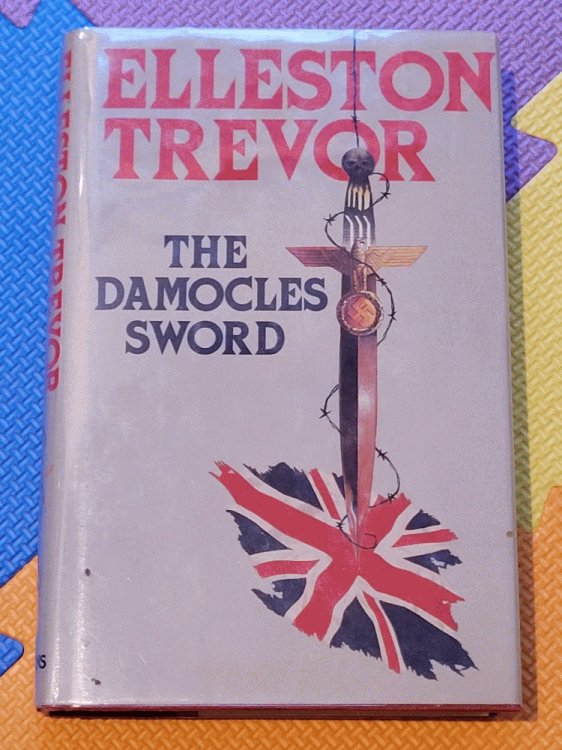 ELLESTON
TREVOR
THE
DAMOCLES
SWORD
ELLESTON TREVOR